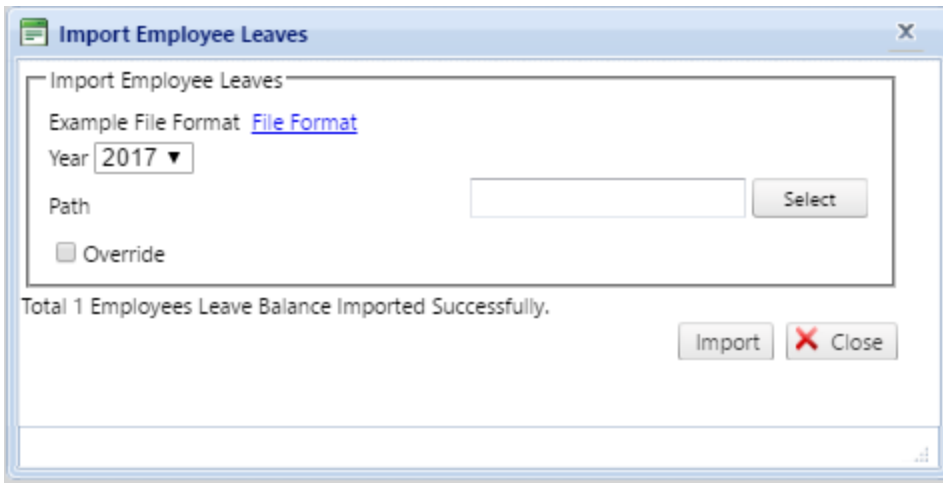 Import Employee Leaves
Import Employee Leaves
Example File Format File Format
Year 2017
Path Select
Override
Total 1 Employees Leave Balance Imported Successfully.
Import Close